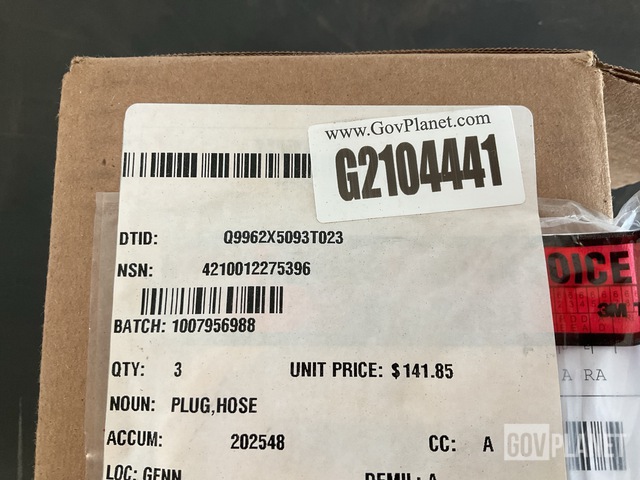 www.GovPlanet.com
G2104441
DTID: Q9962X5093T023
NSN: 4210012275396
BATCH: 1007956988
QTY: 3 UNIT PRICE: $141.85
NOUN: PLUG,HOSE
ACCUM: 202548 CC: A
LOC: GENN DEMIL: A
OICE
3M
A RA
GOVPLANET